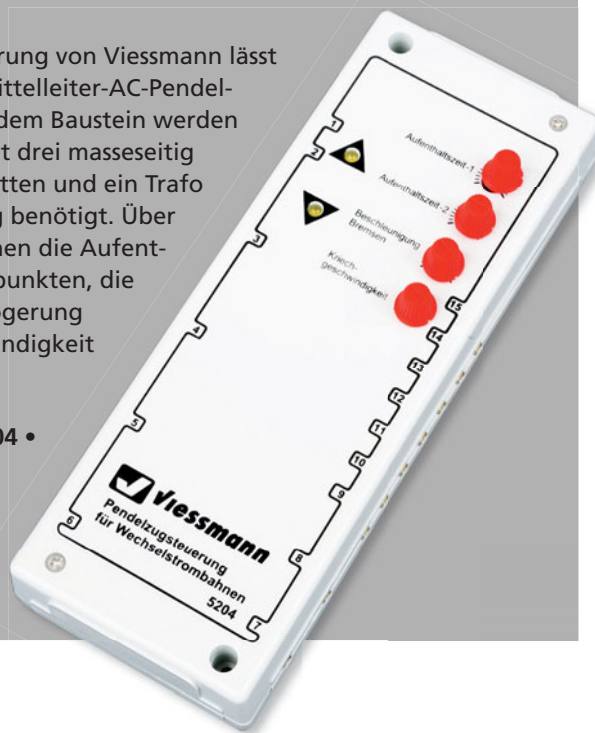 rung von Viessmann lässt
ittelleiter-AC-Pendel-
dem Baustein werden
t drei masseseitig
tten und ein Trafo
g benötigt. Über
nen die Aufent-
punkten, die
ögerung
ndigkeit
04 •
Aufenthaltszeit-1
Aufenthaltszeit-2
Beschleunigung
Bremsen
Kriech-
geschwindigkeit
1
2
3
4
5
6
15
14
13
12
11
10
9
8
7
Viessmann
Pendelzugsteuerung
für Wechselstrombahnen
5204